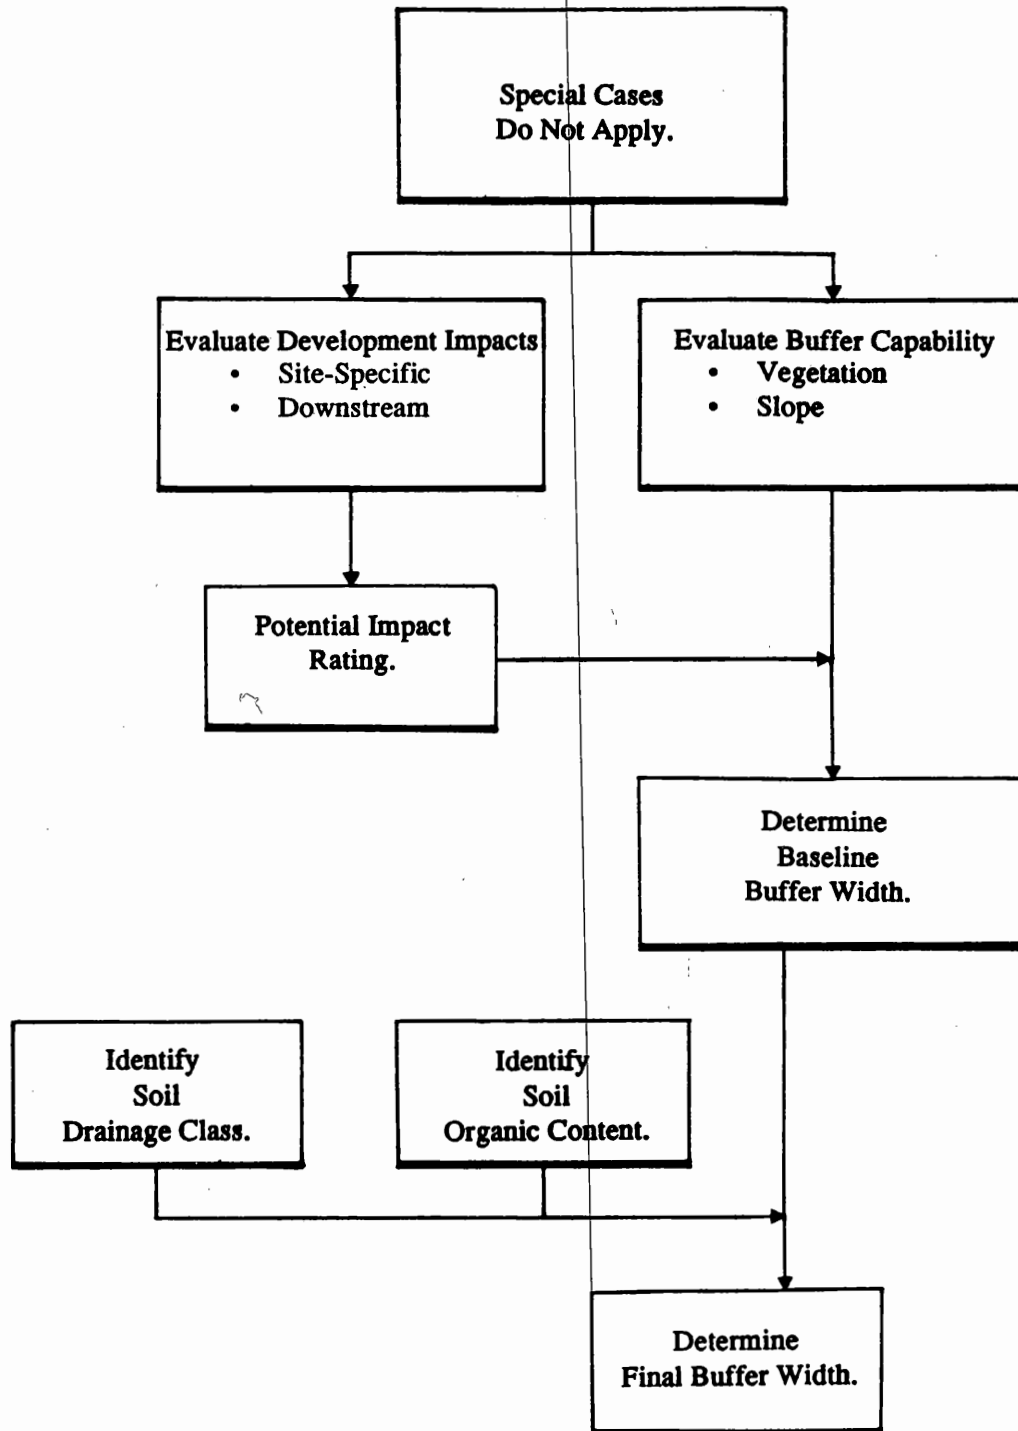 Special Cases
Do Not Apply.
Evaluate Development Impacts
• Site-Specific
• Downstream
Evaluate Buffer Capability
• Vegetation
• Slope
Potential Impact
Rating.
Determine
Baseline
Buffer Width.
Identify
Soil
Drainage Class.
Identify
Soil
Organic Content.
Determine
Final Buffer Width.